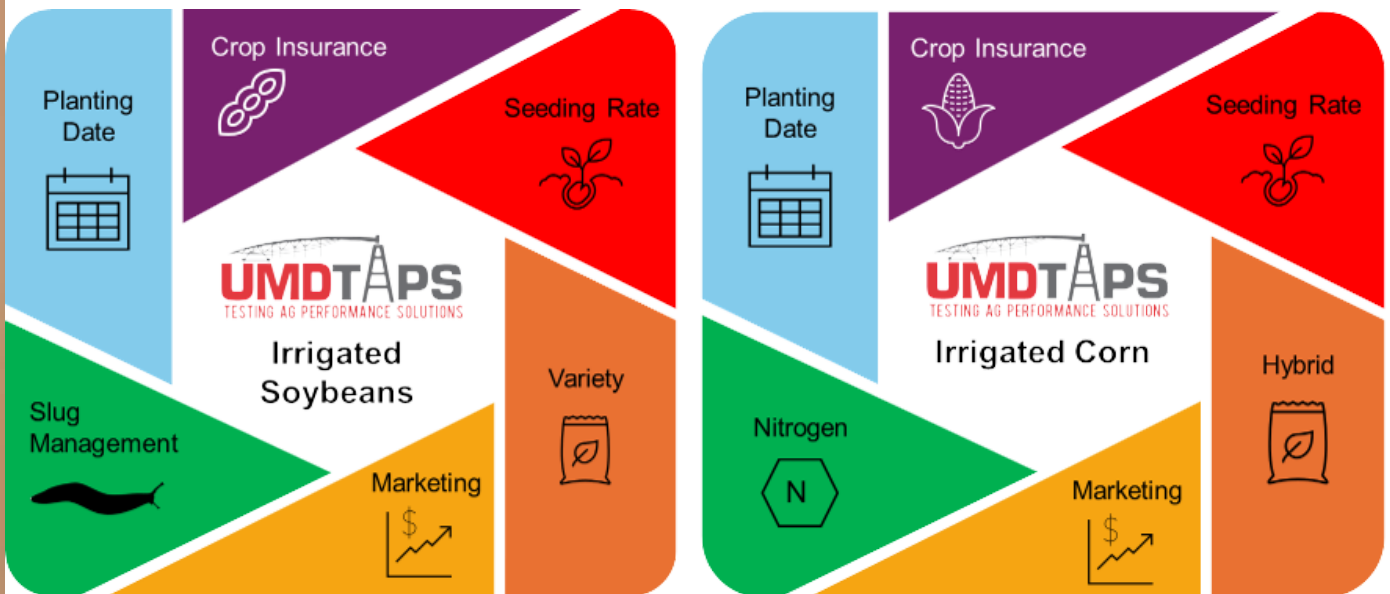 Crop Insurance
Planting
Date
Seeding Rate
UMDTAPS
TESTING AG PERFORMANCE SOLUTIONS
Irrigated
Soybeans
Variety
Slug
Management
Marketing
$
Crop Insurance
Planting
Date
Seeding Rate
UMDTAPS
TESTING AG PERFORMANCE SOLUTIONS
Irrigated Corn
Hybrid
Nitrogen
N
Marketing
$